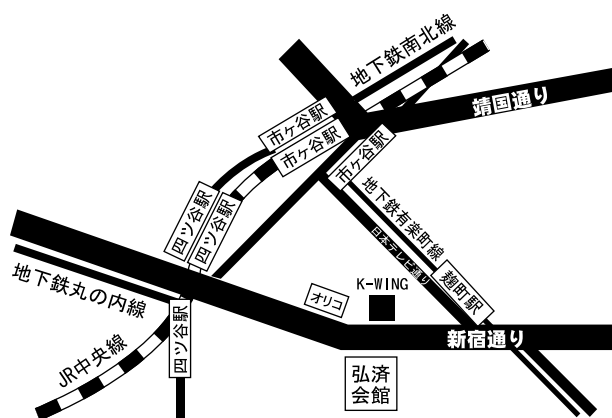 地下鉄南北線
靖国通り
市ヶ谷駅
市ヶ谷駅
市ヶ谷駅
四ツ谷駅
四ツ谷駅
地下鉄有楽町線
日本テレビ通り
麹町駅
地下鉄丸の内線
オリコ
K-WING
新宿通り
四ツ谷駅
JR中央線
弘済
会館